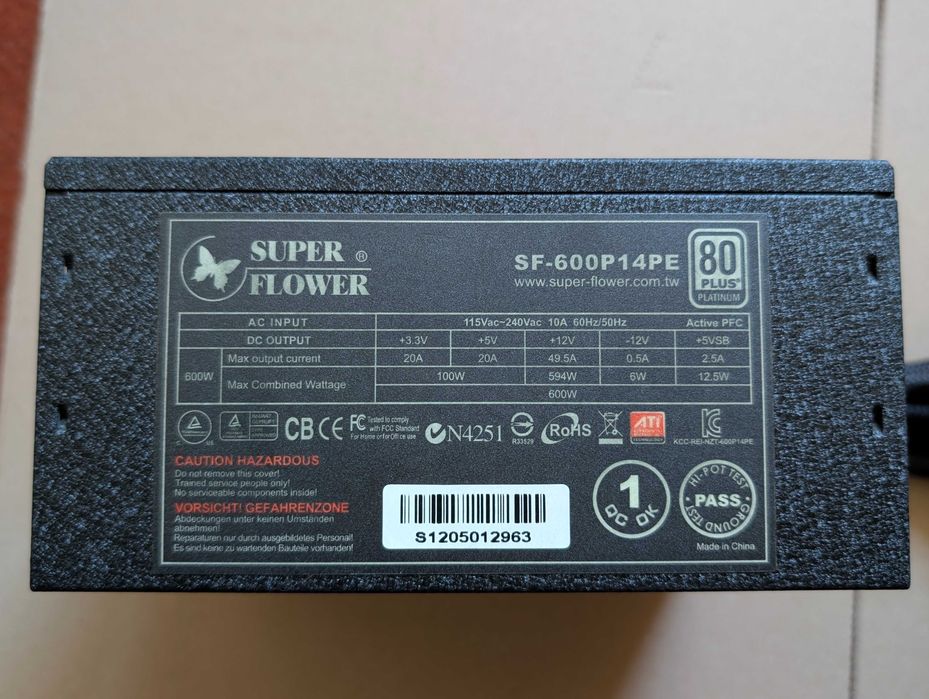 SUPER ®
FLOWER
SF-600P14PE
www.super-flower.com.tw
80
PLUS®
PLATINUM
AC INPUT 115Vac~240Vac 10A 60Hz/50Hz Active PFC
DC OUTPUT +3.3V +5V +12V -12V +5VSB
600W Max output current 20A 20A 49.5A 0.5A 2.5A
Max Combined Wattage 100W 594W 6W 12.5W
600W
CB CE FC Tested to comply
with FCC Standard
For Home or for Office use
N4251
R33529
RoHS
ATI
TECHNOLOGY
KCC-REI-NZT-600P14PE
CAUTION HAZARDOUS
Do not remove this cover!
Trained service people only!
No serviceable components inside!
VORSICHT! GEFAHRENZONE
Abdeckungen unter keinen Umständen
abnehmen!
Reparaturen nur durch ausgebildetes Personal!
Es sind keine zu wartenden Bauteile vorhanden!
S1205012963
1
QC OK
HI-POT TEST
PASS
GROUND TEST
Made in China